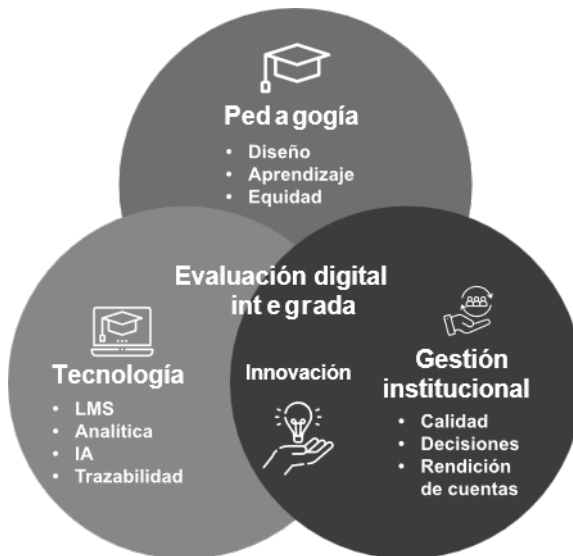 Pedagogía
• Diseño
• Aprendizaje
• Equidad
Evaluación digital
integrada
Tecnología
• LMS
• Analítica
• IA
• Trazabilidad
Innovación
Gestión
institucional
• Calidad
• Decisiones
• Rendición
de cuentas